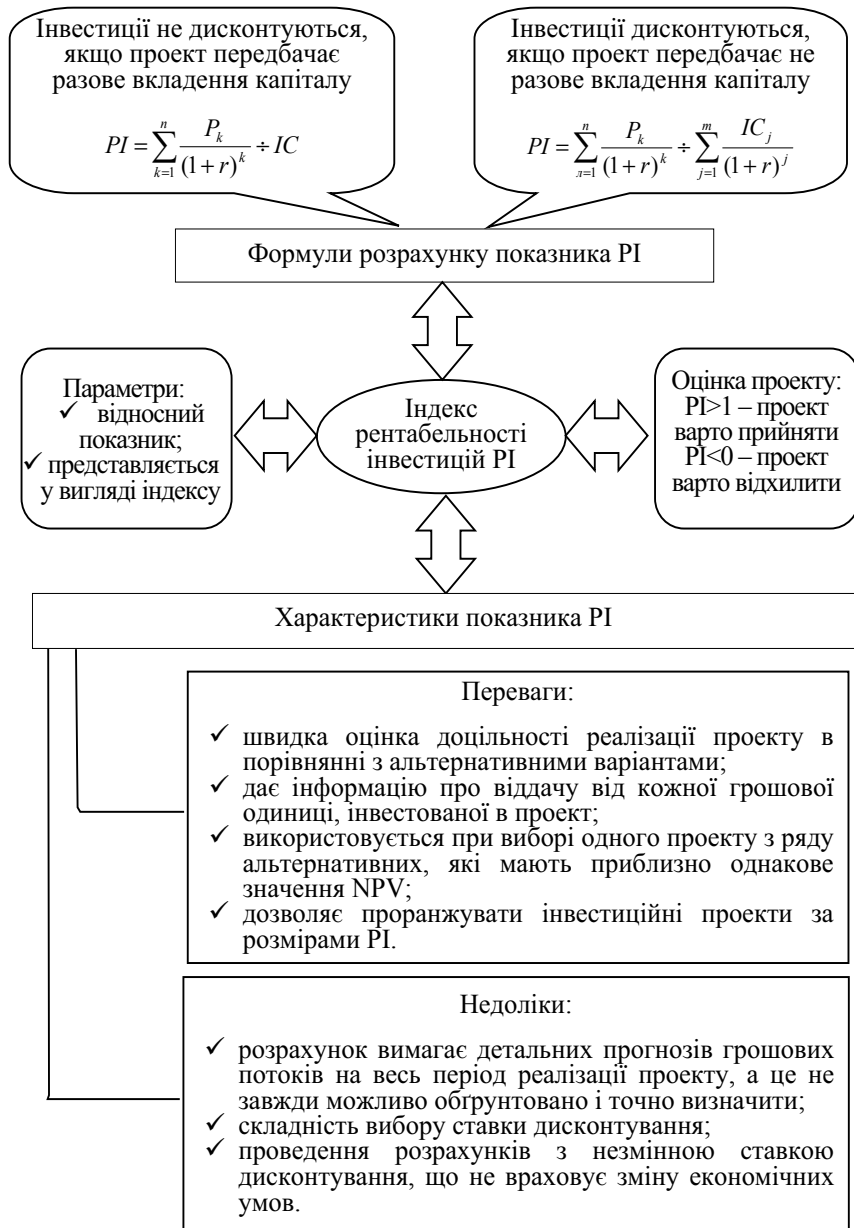 Інвестиції не дисконтуються,
якщо проект передбачає
разове вкладення капіталу
PI = \sum_{k=1}^{n} \frac{P_k}{(1+r)^k} ÷ IC
Інвестиції дисконтуються,
якщо проект передбачає не
разове вкладення капіталу
PI = \sum_{л=1}^{n} \frac{P_k}{(1+r)^k} ÷ \sum_{j=1}^{m} \frac{IC_j}{(1+r)^j}
Формули розрахунку показника PI
Параметри:
✓ відносний
показник;
✓ представляється
у вигляді індексу
Індекс
рентабельності
інвестицій PI
Оцінка проекту:
PI>1 – проект
варто прийняти
PI<0 – проект
варто відхилити
Характеристики показника PI
Переваги:
✓ швидка оцінка доцільності реалізації проекту в
порівнянні з альтернативними варіантами;
✓ дає інформацію про віддачу від кожної грошової
одиниці, інвестованої в проект;
✓ використовується при виборі одного проекту з ряду
альтернативних, які мають приблизно однакове
значення NPV;
✓ дозволяє проранжувати інвестиційні проекти за
розмірами PI.
Недоліки:
✓ розрахунок вимагає детальних прогнозів грошових
потоків на весь період реалізації проекту, а це не
завжди можливо обґрунтовано і точно визначити;
✓ складність вибору ставки дисконтування;
✓ проведення розрахунків з незмінною ставкою
дисконтування, що не враховує зміну економічних
умов.